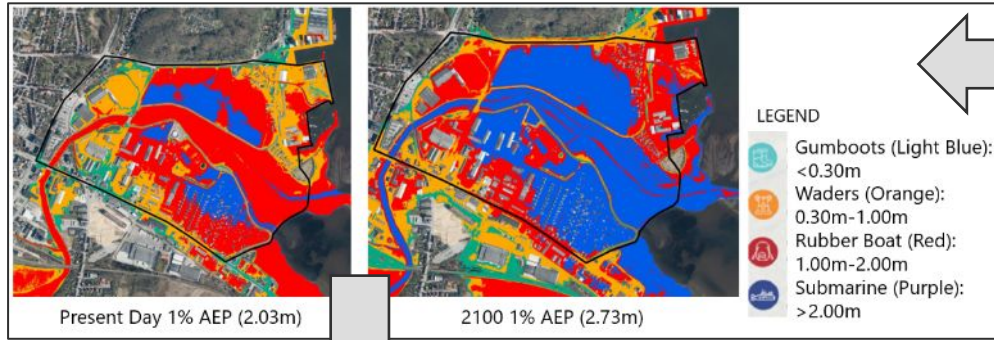 LEGEND
Gumboots (Light Blue):
<0.30m
Waders (Orange):
0.30m-1.00m
Rubber Boat (Red):
1.00m-2.00m
Submarine (Purple):
>2.00m
Present Day 1% AEP (2.03m)
2100 1% AEP (2.73m)